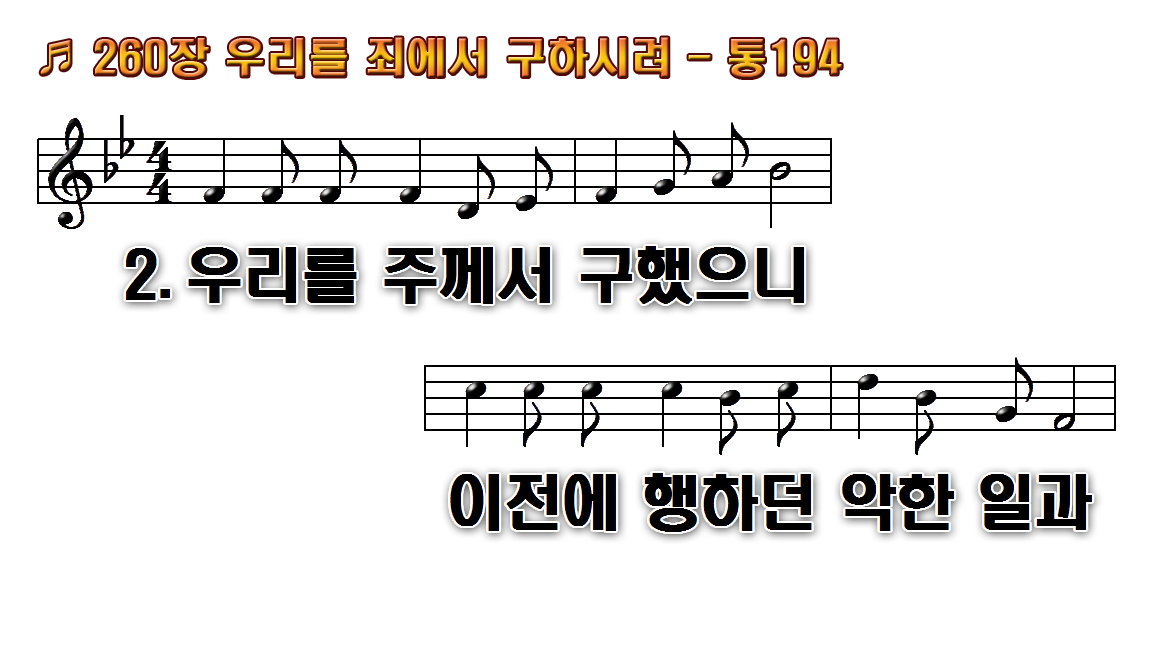 ♬ 260장 우리를 죄에서 구하시려 - 통194
4
4
2. 우리를 주께서 구했으니
이전에 행하던 악한 일과